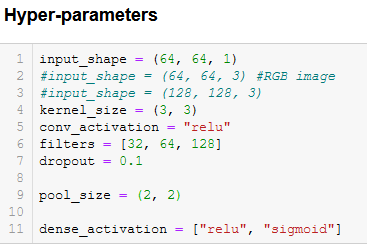 Hyper-parameters
1 input_shape = (64, 64, 1)
2 #input_shape = (64, 64, 3) #RGB image
3 #input_shape = (128, 128, 3)
4 kernel_size = (3, 3)
5 conv_activation = "relu"
6 filters = [32, 64, 128]
7 dropout = 0.1
8
9 pool_size = (2, 2)
10
11 dense_activation = ["relu", "sigmoid"]